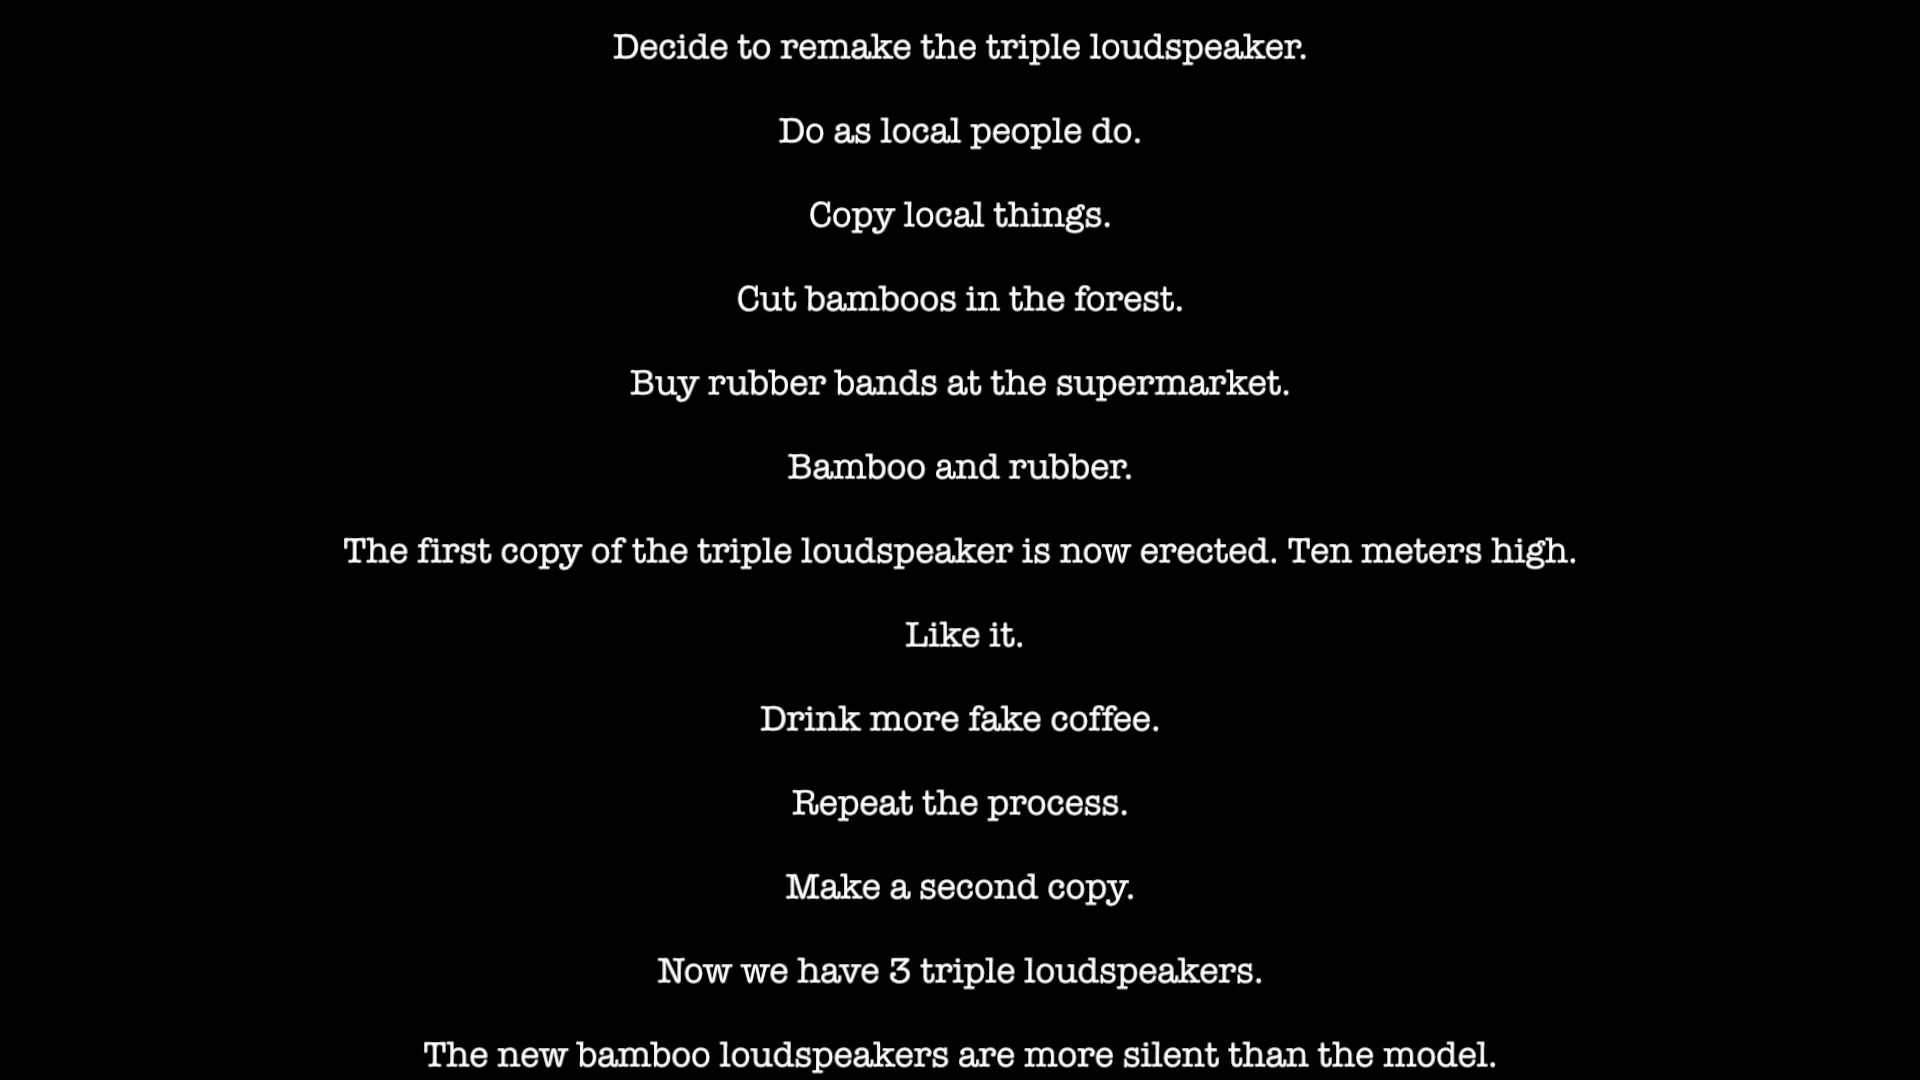 Decide to remake the triple loudspeaker.
Do as local people do.
Copy local things.
Cut bamboos in the forest.
Buy rubber bands at the supermarket.
Bamboo and rubber.
The first copy of the triple loudspeaker is now erected. Ten meters high.
Like it.
Drink more fake coffee.
Repeat the process.
Make a second copy.
Now we have 3 triple loudspeakers.
The new bamboo loudspeakers are more silent than the model.